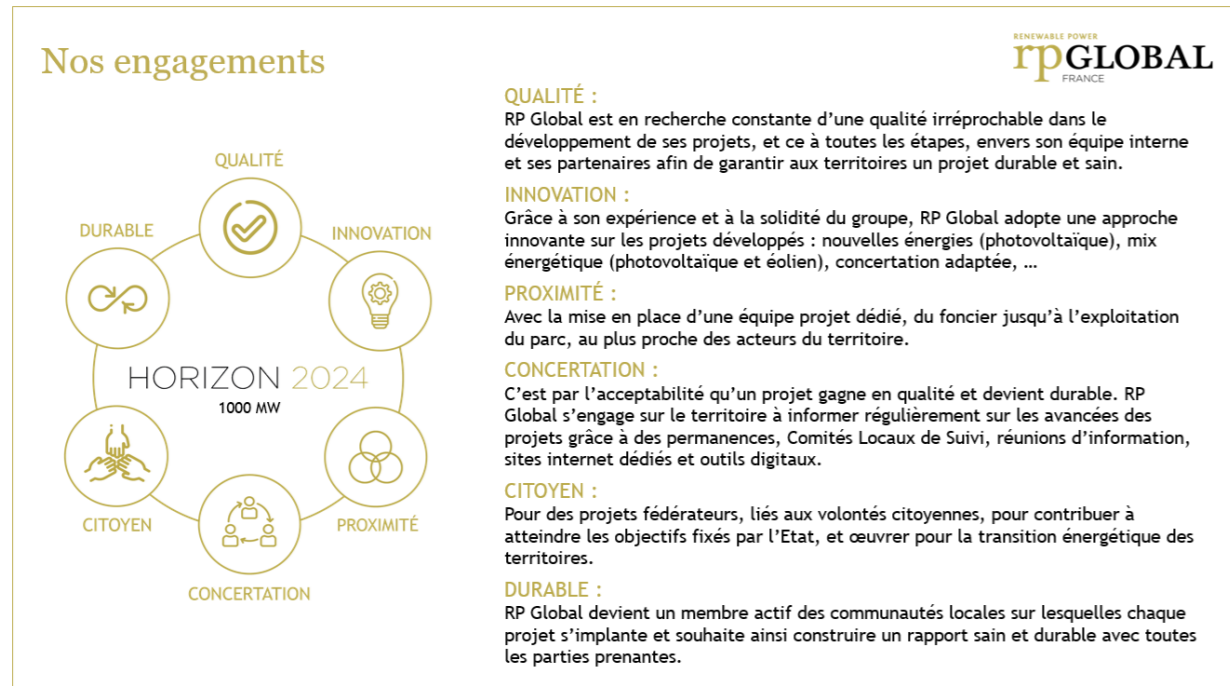 Nos engagements
RENEWABLE POWER
rpGLOBAL
FRANCE
QUALITÉ
DURABLE
INNOVATION
HORIZON 2024
1000 MW
CITOYEN
PROXIMITÉ
CONCERTATION
QUALITÉ :
RP Global est en recherche constante d’une qualité irréprochable dans le
développement de ses projets, et ce à toutes les étapes, envers son équipe interne
et ses partenaires afin de garantir aux territoires un projet durable et sain.
INNOVATION :
Grâce à son expérience et à la solidité du groupe, RP Global adopte une approche
innovante sur les projets développés : nouvelles énergies (photovoltaïque), mix
énergétique (photovoltaïque et éolien), concertation adaptée, …
PROXIMITÉ :
Avec la mise en place d’une équipe projet dédié, du foncier jusqu’à l’exploitation
du parc, au plus proche des acteurs du territoire.
CONCERTATION :
C’est par l’acceptabilité qu’un projet gagne en qualité et devient durable. RP
Global s’engage sur le territoire à informer régulièrement sur les avancées des
projets grâce à des permanences, Comités Locaux de Suivi, réunions d’information,
sites internet dédiés et outils digitaux.
CITOYEN :
Pour des projets fédérateurs, liés aux volontés citoyennes, pour contribuer à
atteindre les objectifs fixés par l’Etat, et œuvrer pour la transition énergétique des
territoires.
DURABLE :
RP Global devient un membre actif des communautés locales sur lesquelles chaque
projet s’implante et souhaite ainsi construire un rapport sain et durable avec toutes
les parties prenantes.